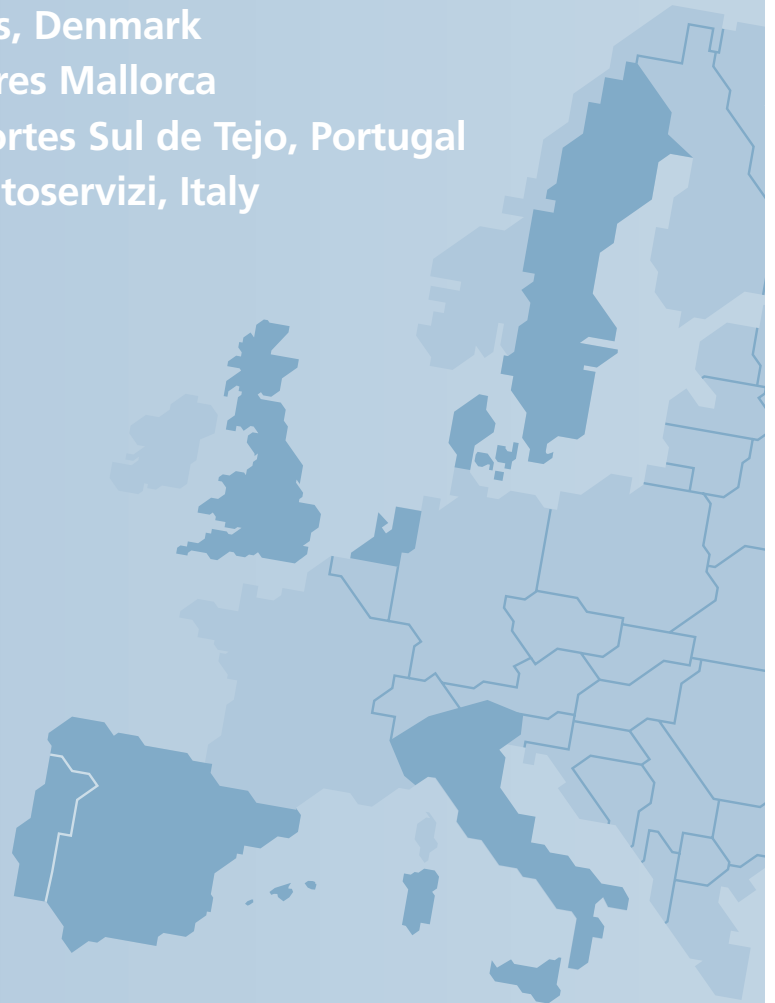 s, Denmark
res Mallorca
ortes Sul de Tejo, Portugal
toservizi, Italy